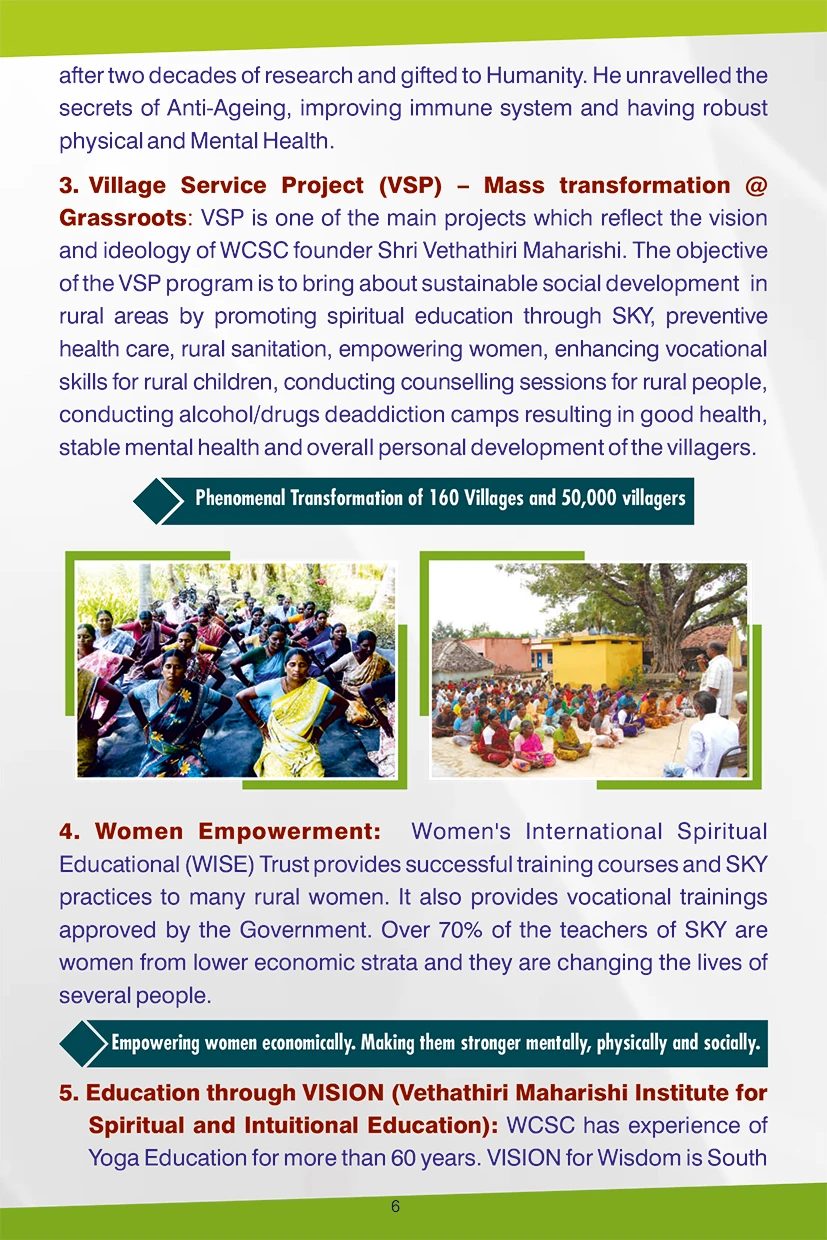 after two decades of research and gifted to Humanity. He unravelled the
secrets of Anti-Ageing, improving immune system and having robust
physical and Mental Health.
3. Village Service Project (VSP) – Mass transformation @
Grassroots: VSP is one of the main projects which reflect the vision
and ideology of WCSC founder Shri Vethathiri Maharishi. The objective
of the VSP program is to bring about sustainable social development in
rural areas by promoting spiritual education through SKY, preventive
health care, rural sanitation, empowering women, enhancing vocational
skills for rural children, conducting counselling sessions for rural people,
conducting alcohol/drugs deaddiction camps resulting in good health,
stable mental health and overall personal development of the villagers.
Phenomenal Transformation of 160 Villages and 50,000 villagers
4. Women Empowerment: Women's International Spiritual
Educational (WISE) Trust provides successful training courses and SKY
practices to many rural women. It also provides vocational trainings
approved by the Government. Over 70% of the teachers of SKY are
women from lower economic strata and they are changing the lives of
several people.
Empowering women economically. Making them stronger mentally, physically and socially.
5. Education through VISION (Vethathiri Maharishi Institute for
Spiritual and Intuitional Education): WCSC has experience of
Yoga Education for more than 60 years. VISION for Wisdom is South
6